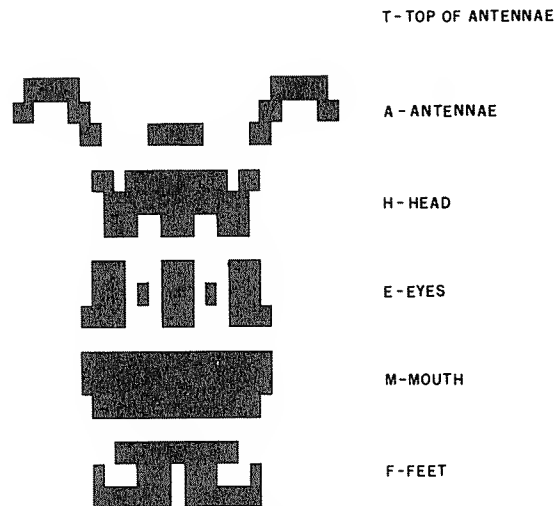 T-TOP OF ANTENNAE
A-ANTENNAE
H-HEAD
E-EYES
M-MOUTH
F-FEET